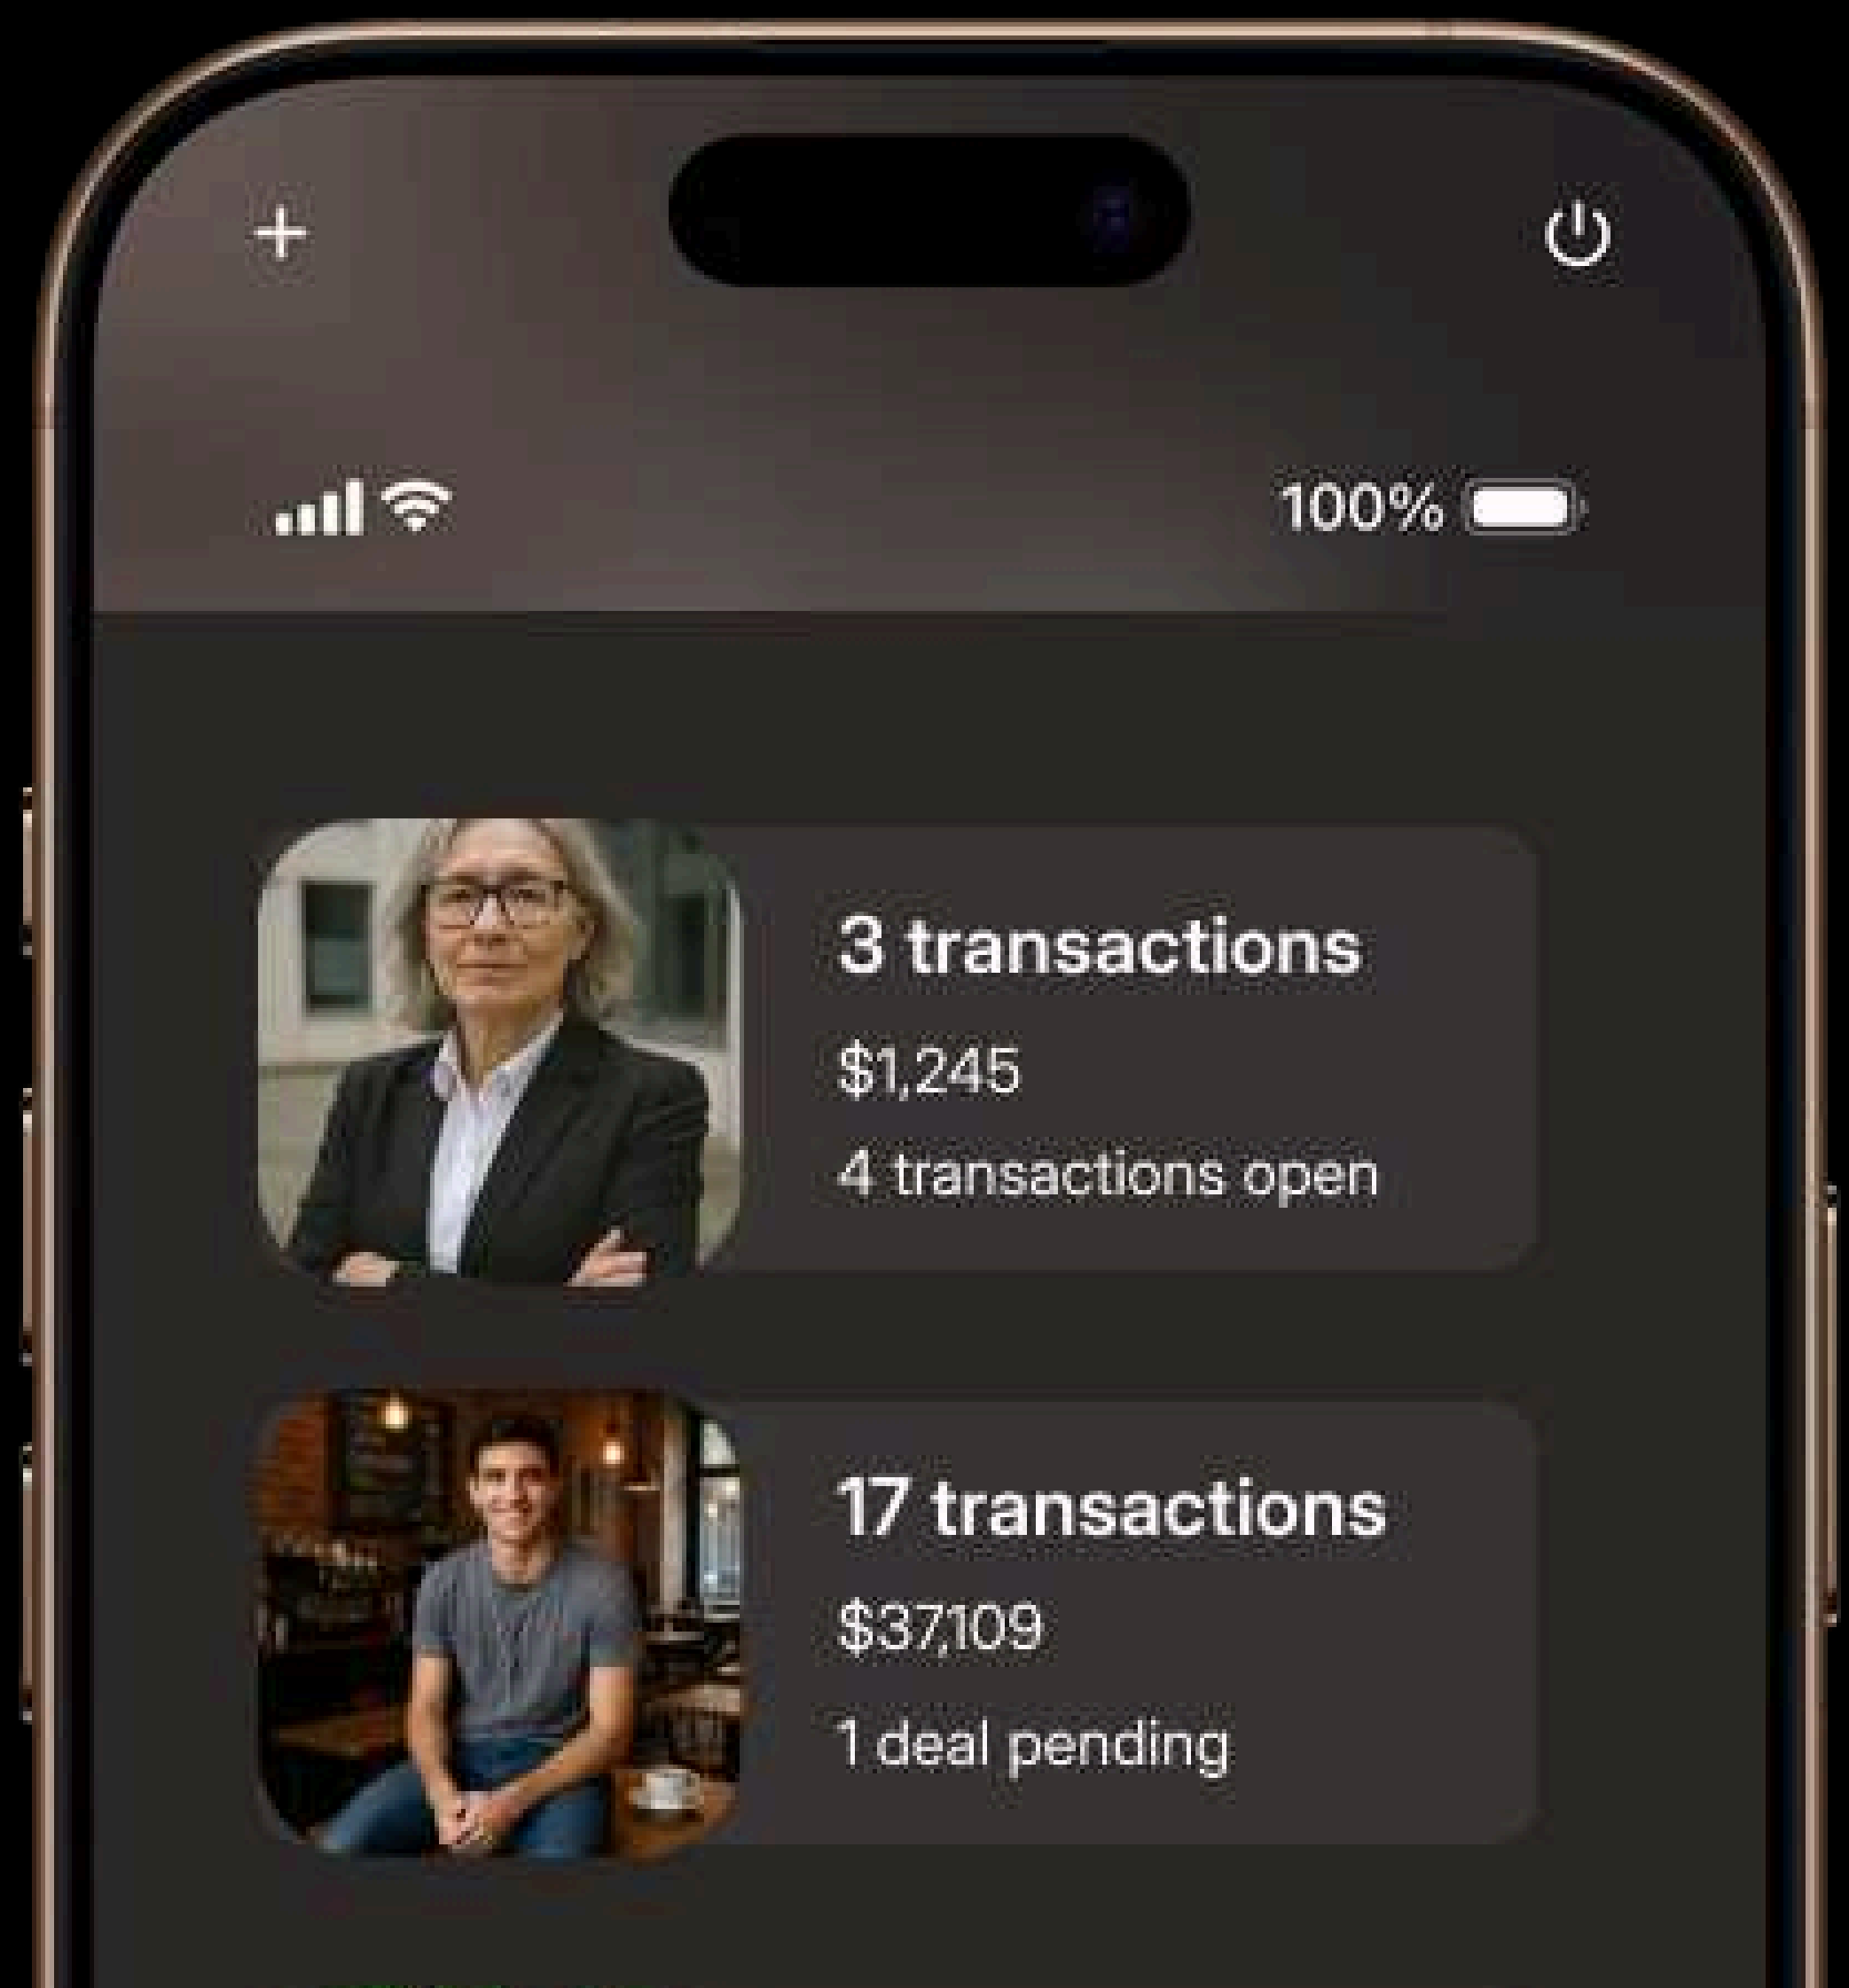 100%
3 transactions
$1,245
4 transactions open
17 transactions
$37,109
1 deal pending